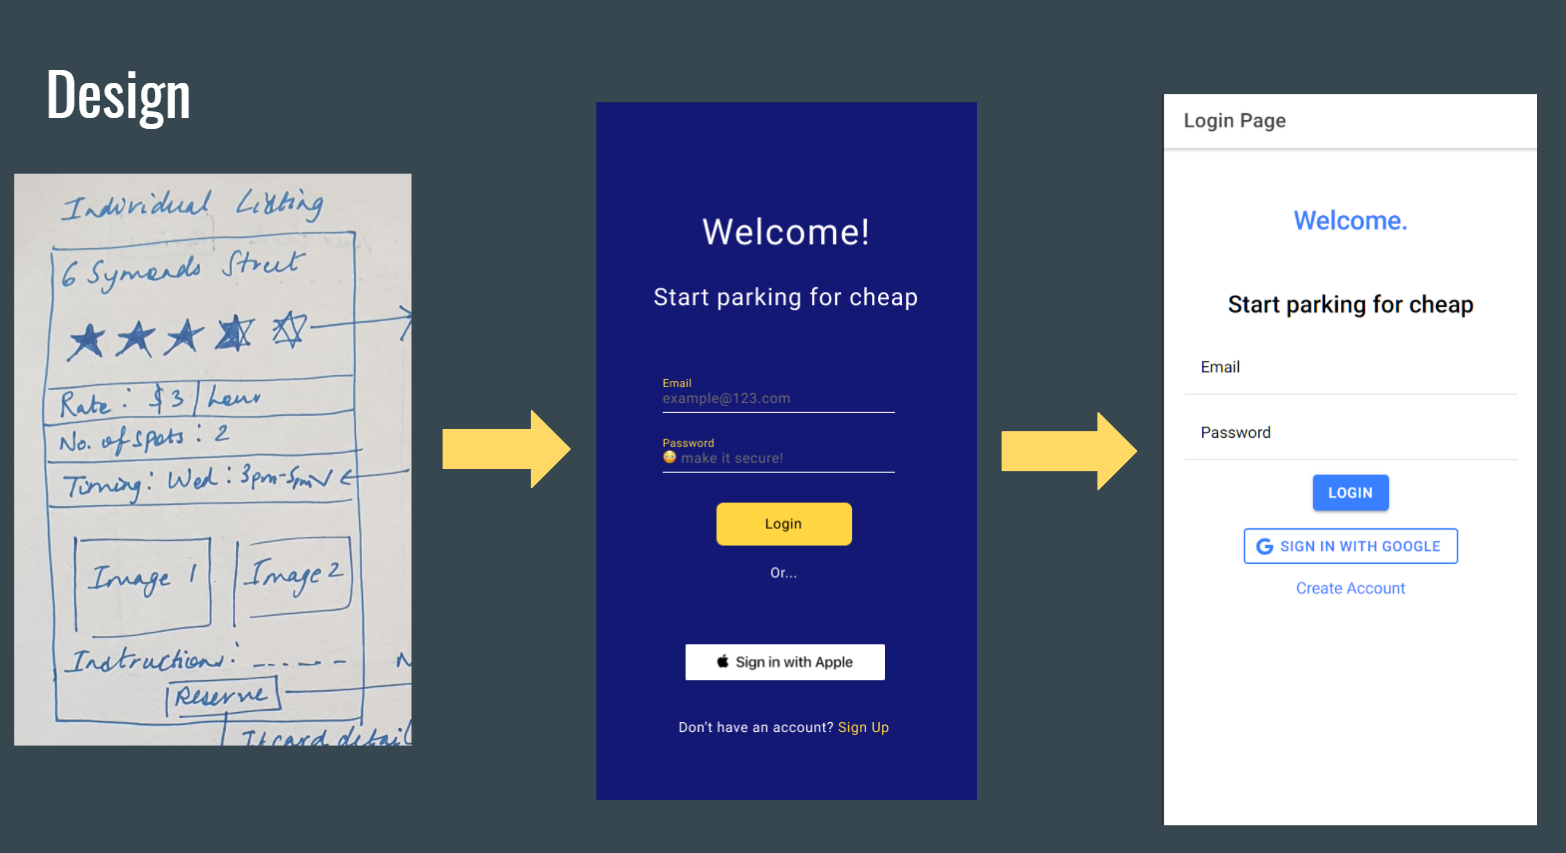 Design
Individual Listing
6 Symonds Street
Rate : $3 / hour
No. of spots : 2
Timing : Wed : 3pm-5pm
Image 1
Image 2
Instructions :
Reserve
card detail
Welcome!
Start parking for cheap
Email
example@123.com
Password
make it secure!
Login
Or...
Sign in with Apple
Don't have an account? Sign Up
Login Page
Welcome.
Start parking for cheap
Email
Password
LOGIN
SIGN IN WITH GOOGLE
Create Account